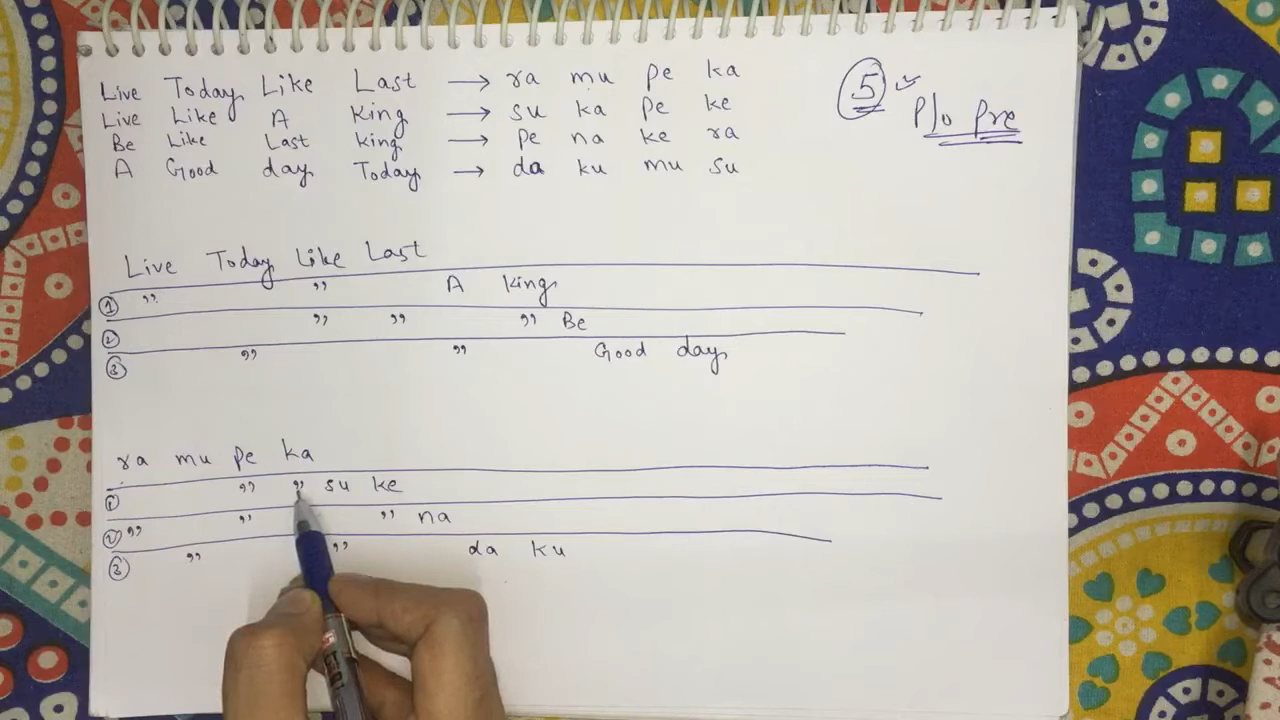 Live Today Like Last → ra mu pe ka
Live Like A King → su ka pe ke
Be Like Last king → pe na ke ra
A Good day Today → da ku mu su
5
P/o Pre
Live Today Like Last
① " " A King
② " " " Be
③ " " Good day
ra mu pe ka
① " " su ke
② " " " na
③ " " da ku